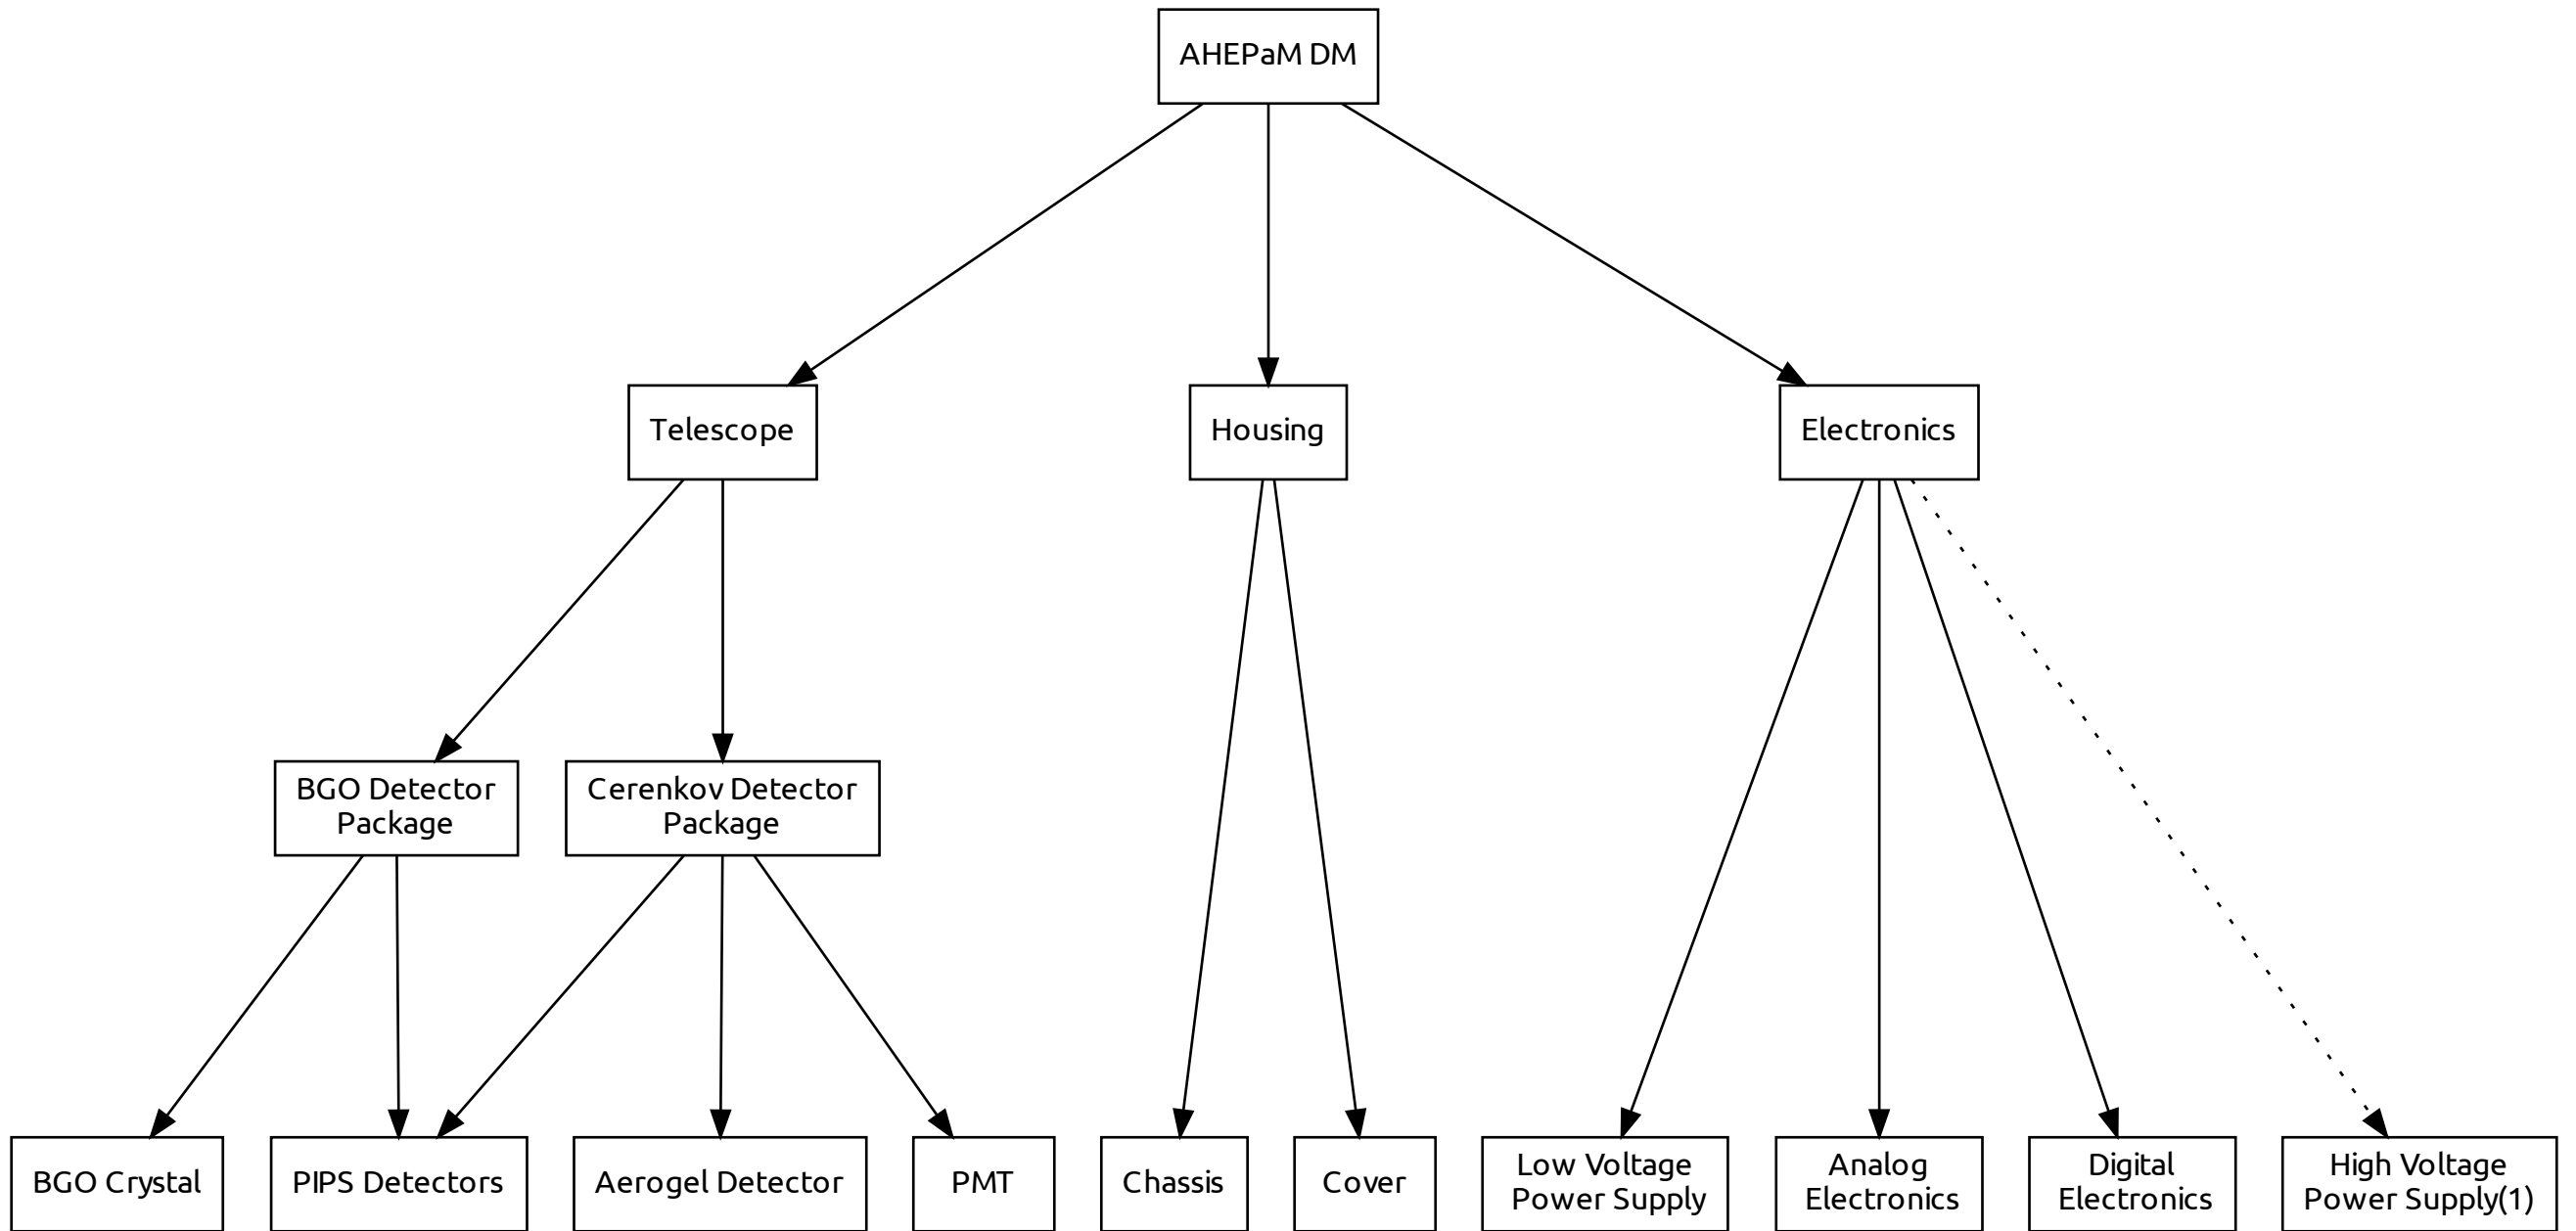 AHEPaM DM
Telescope
Housing
Electronics
BGO Detector
Package
Cerenkov Detector
Package
BGO Crystal
PIPS Detectors
Aerogel Detector
PMT
Chassis
Cover
Low Voltage
Power Supply
Analog
Electronics
Digital
Electronics
High Voltage
Power Supply(1)